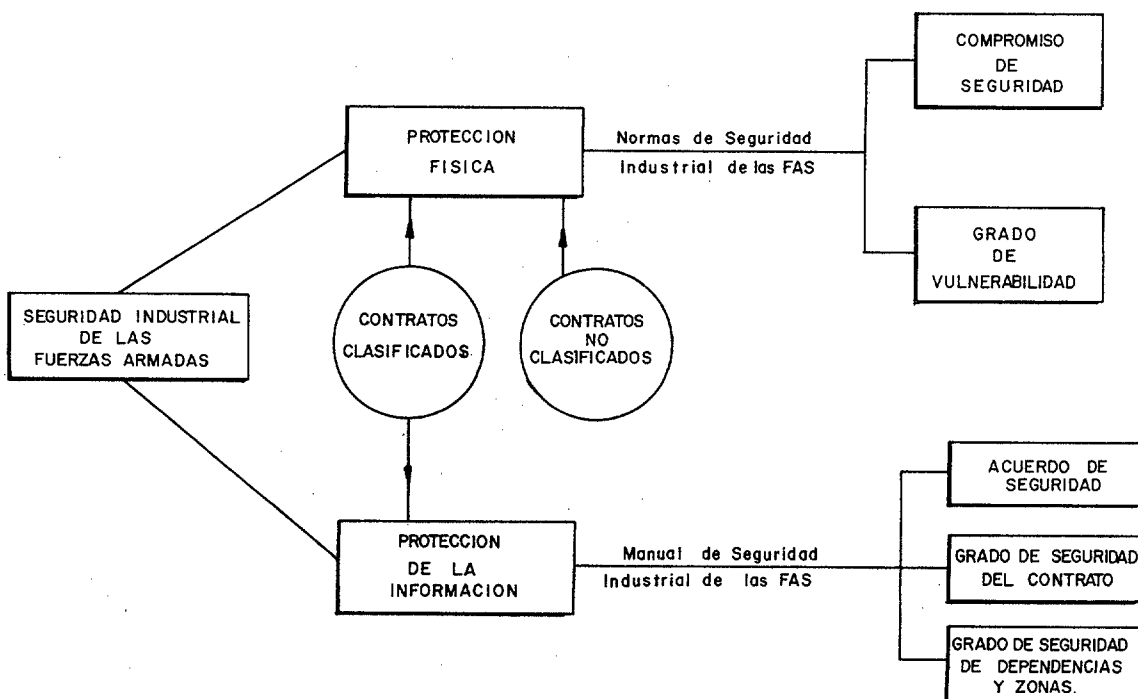 COMPROMISO
DE
SEGURIDAD
PROTECCION
FISICA
Normas de Seguridad
Industrial de las FAS
GRADO
DE
VULNERABILIDAD
SEGURIDAD INDUSTRIAL
DE LAS
FUERZAS ARMADAS
CONTRATOS
CLASIFICADOS
CONTRATOS
NO
CLASIFICADOS
ACUERDO DE
SEGURIDAD
PROTECCION
DE LA
INFORMACION
Manual de Seguridad
Industrial de las FAS
GRADO DE SEGURIDAD
DEL CONTRATO
GRADO DE SEGURIDAD
DE DEPENDENCIAS
Y ZONAS.